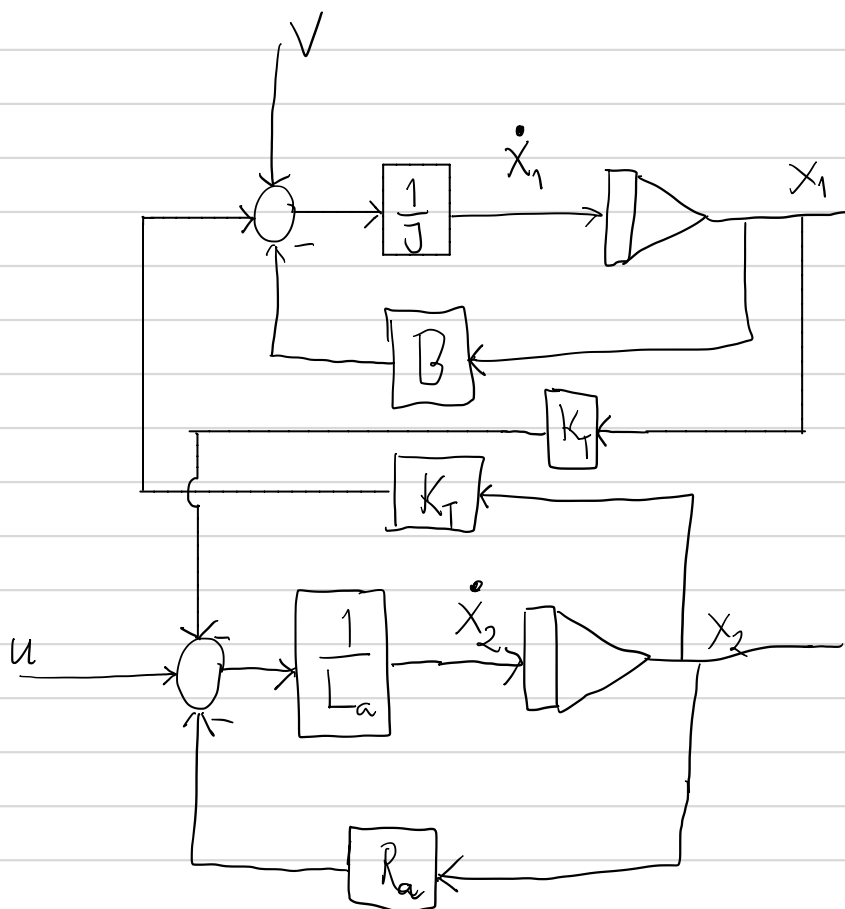 V
ẋ₁
x₁
1
J
−
B
K_T
K_T
−
u
1
L_a
ẋ₂
x₂
−
R_a